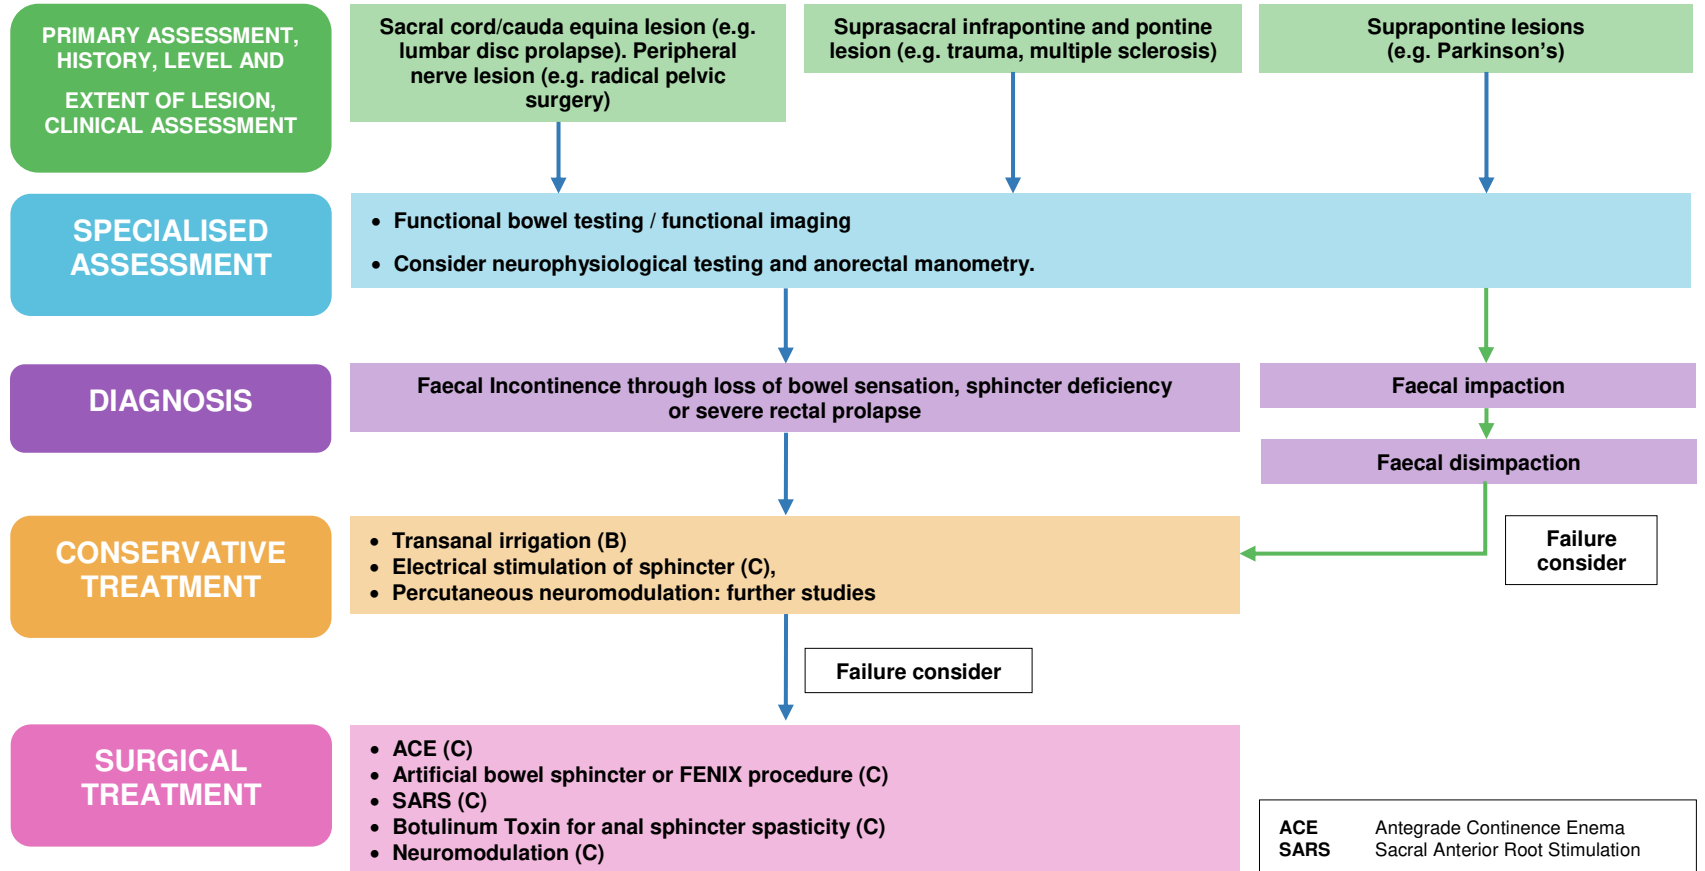 PRIMARY ASSESSMENT,
HISTORY, LEVEL AND
EXTENT OF LESION,
CLINICAL ASSESSMENT
Sacral cord/cauda equina lesion (e.g.
lumbar disc prolapse). Peripheral
nerve lesion (e.g. radical pelvic
surgery)
Suprasacral infrapontine and pontine
lesion (e.g. trauma, multiple sclerosis)
Suprapontine lesions
(e.g. Parkinson's)
SPECIALISED
ASSESSMENT
• Functional bowel testing / functional imaging
• Consider neurophysiological testing and anorectal manometry.
DIAGNOSIS
Faecal Incontinence through loss of bowel sensation, sphincter deficiency
or severe rectal prolapse
Faecal impaction
Faecal disimpaction
CONSERVATIVE
TREATMENT
• Transanal irrigation (B)
• Electrical stimulation of sphincter (C),
• Percutaneous neuromodulation: further studies
Failure
consider
Failure consider
SURGICAL
TREATMENT
• ACE (C)
• Artificial bowel sphincter or FENIX procedure (C)
• SARS (C)
• Botulinum Toxin for anal sphincter spasticity (C)
• Neuromodulation (C)
ACE Antegrade Continence Enema
SARS Sacral Anterior Root Stimulation